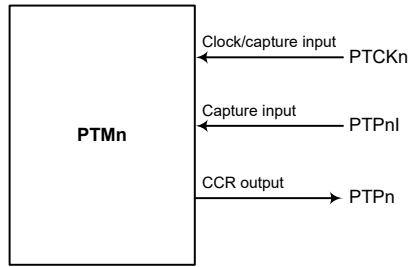 Clock/capture input
PTCKn
Capture input
PTPnI
PTMn
CCR output
PTPn